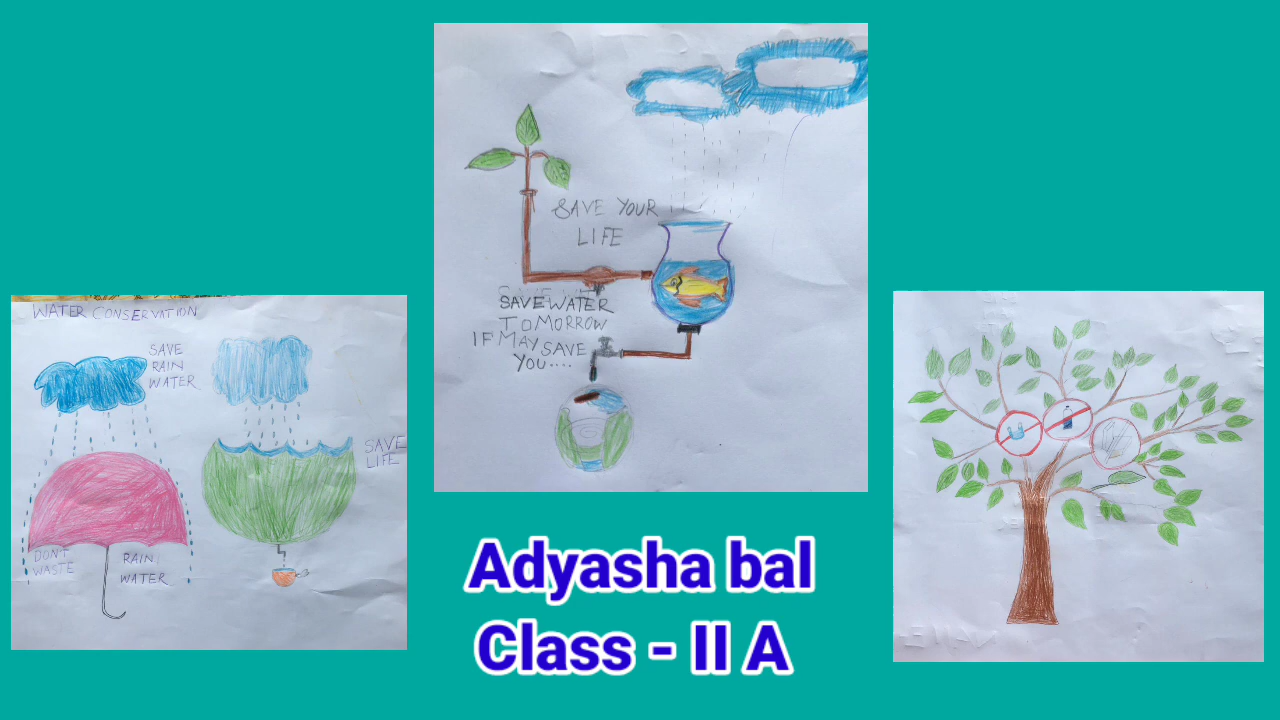 WATER CONSERVATION
SAVE
RAIN
WATER
SAVE
LIFE
DON'T
WASTE
RAIN
WATER
SAVE YOUR
LIFE
SAVE WATER
TOMORROW
IF MAY SAVE
YOU....
Adyasha bal
Class - II A